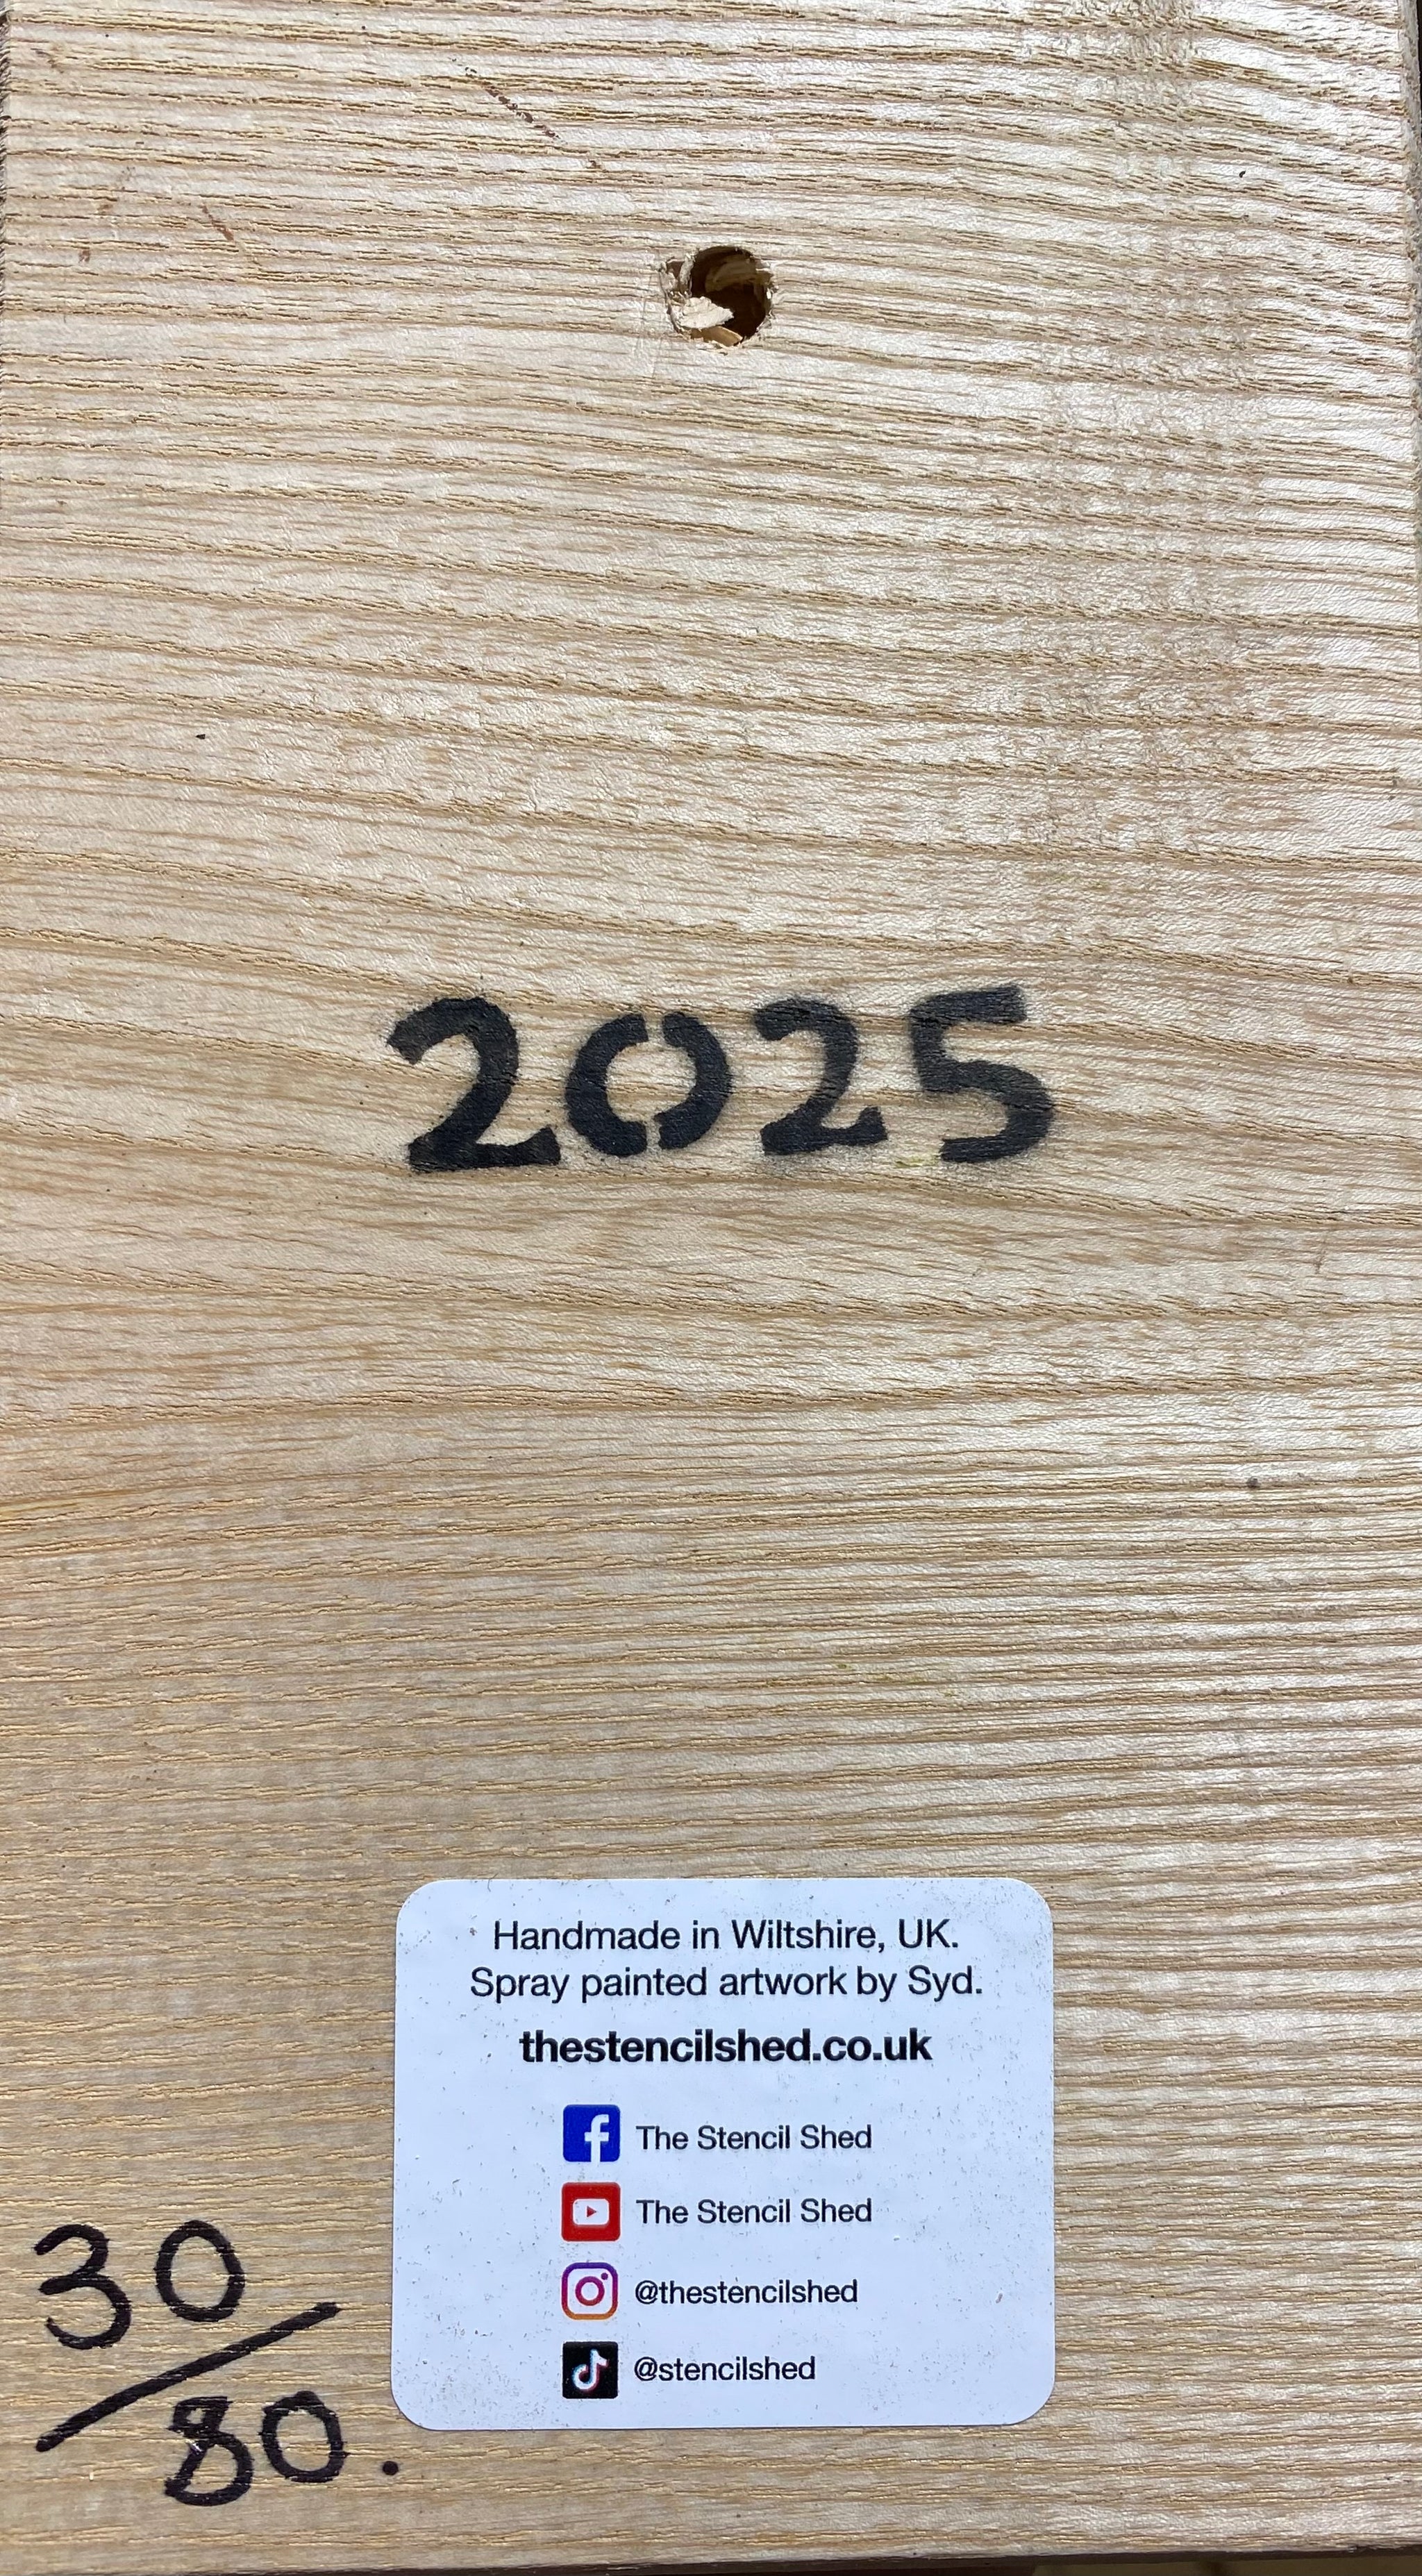 2025
Handmade in Wiltshire, UK.
Spray painted artwork by Syd.
thestencilshed.co.uk
The Stencil Shed
The Stencil Shed
@thestencilshed
@stencilshed
30/80.